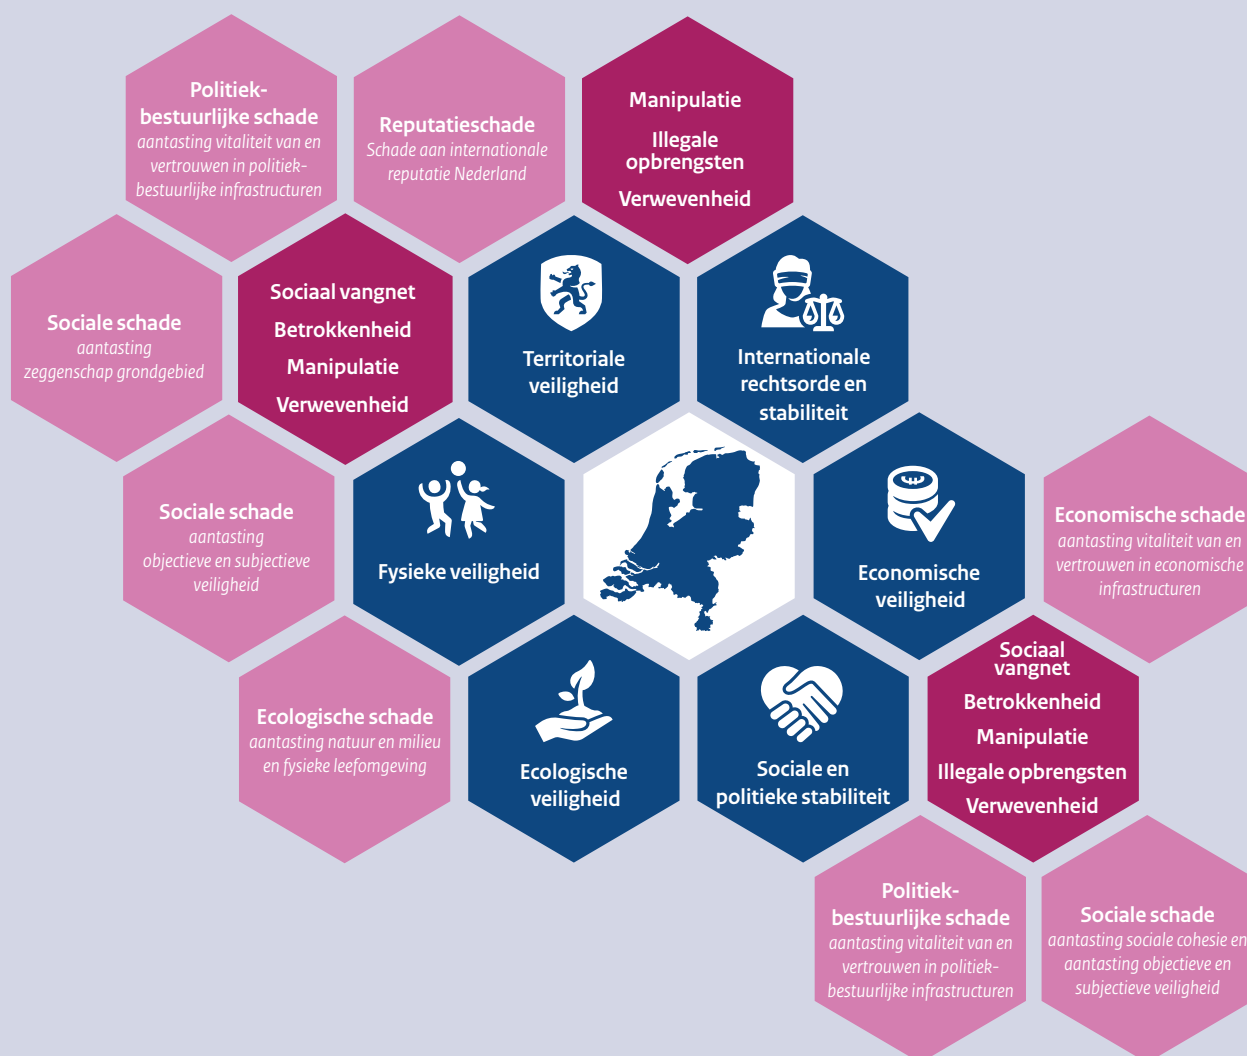 Politiek-
bestuurlijke schade
aantasting vitaliteit van en
vertrouwen in politiek-
bestuurlijke infrastructuren
Reputatieschade
Schade aan internationale
reputatie Nederland
Manipulatie
Illegale
opbrengsten
Verwevenheid
Sociale schade
aantasting
zeggenschap grondgebied
Sociaal vangnet
Betrokkenheid
Manipulatie
Verwevenheid
Territoriale
veiligheid
Internationale
rechtsorde en
stabiliteit
Sociale schade
aantasting
objectieve en subjectieve
veiligheid
Fysieke veiligheid
Economische
veiligheid
Economische schade
aantasting vitaliteit van en
vertrouwen in economische
infrastructuren
Ecologische schade
aantasting natuur en milieu
en fysieke leefomgeving
Ecologische
veiligheid
Sociale en
politieke stabiliteit
Sociaal
vangnet
Betrokkenheid
Manipulatie
Illegale opbrengsten
Verwevenheid
Politiek-
bestuurlijke schade
aantasting vitaliteit van en
vertrouwen in politiek-
bestuurlijke infrastructuren
Sociale schade
aantasting sociale cohesie en
aantasting objectieve en
subjectieve veiligheid